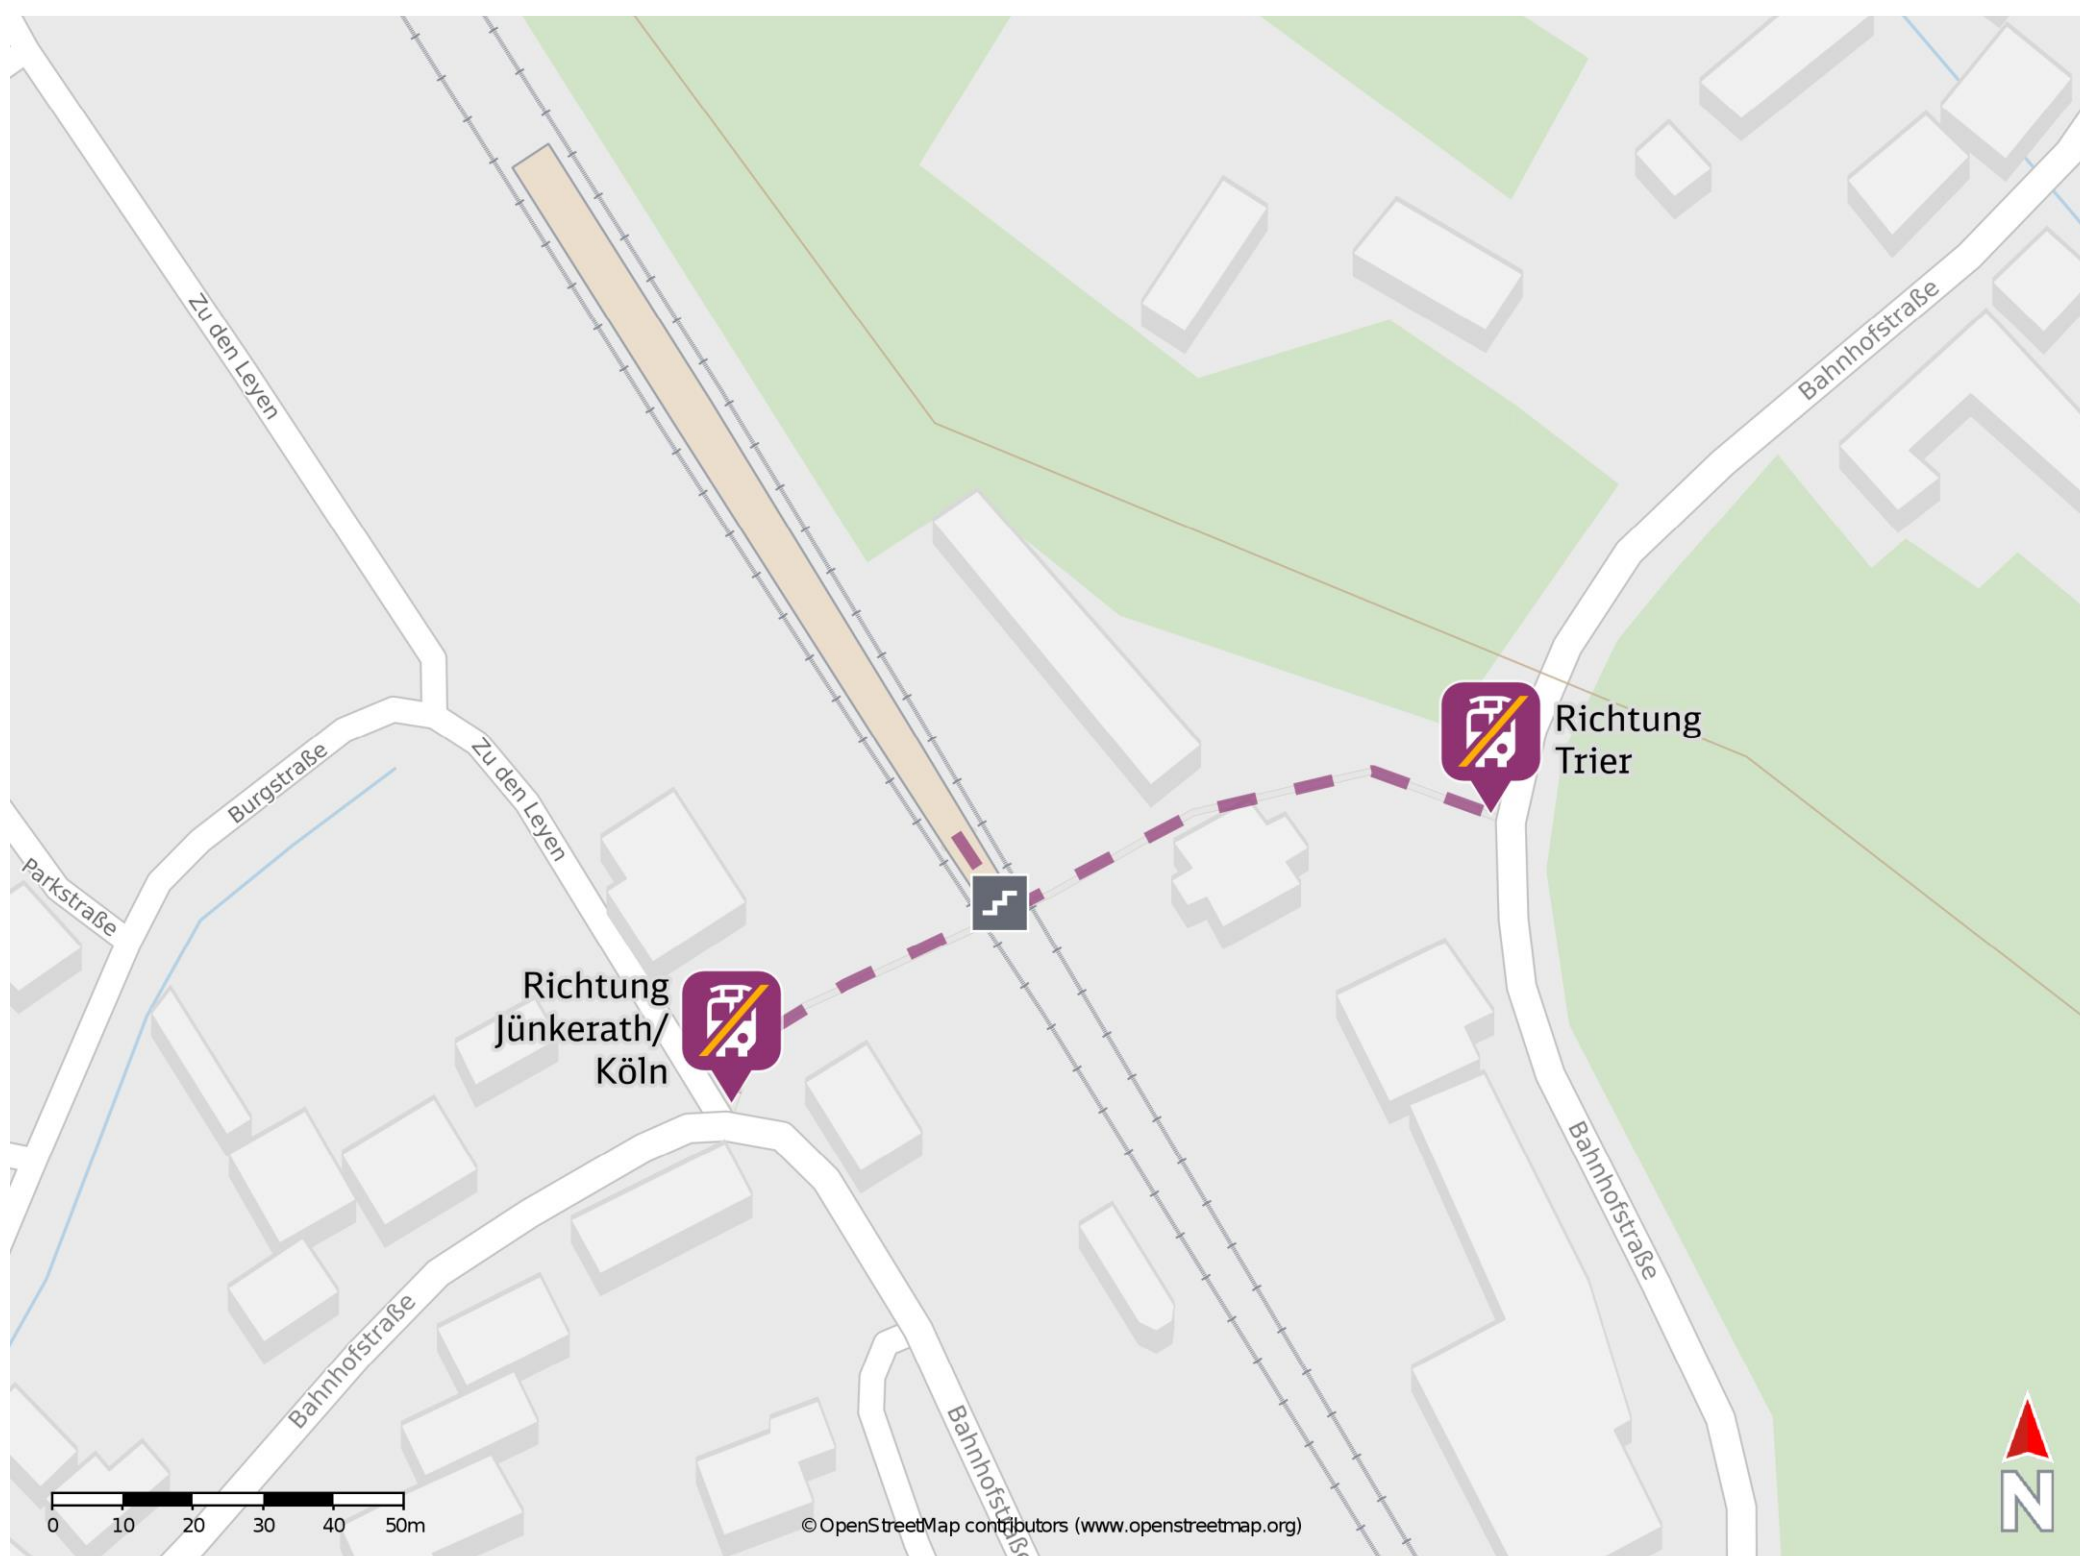 Zu den Leyen
Bahnhofstraße
Richtung
Trier
Zu den Leyen
Burgstraße
Parkstraße
Richtung
Jünkerath/
Köln
Bahnhofstraße
Bahnhofstraße
Bahnhofstraße
0 10 20 30 40 50m
© OpenStreetMap contributors (www.openstreetmap.org)
N